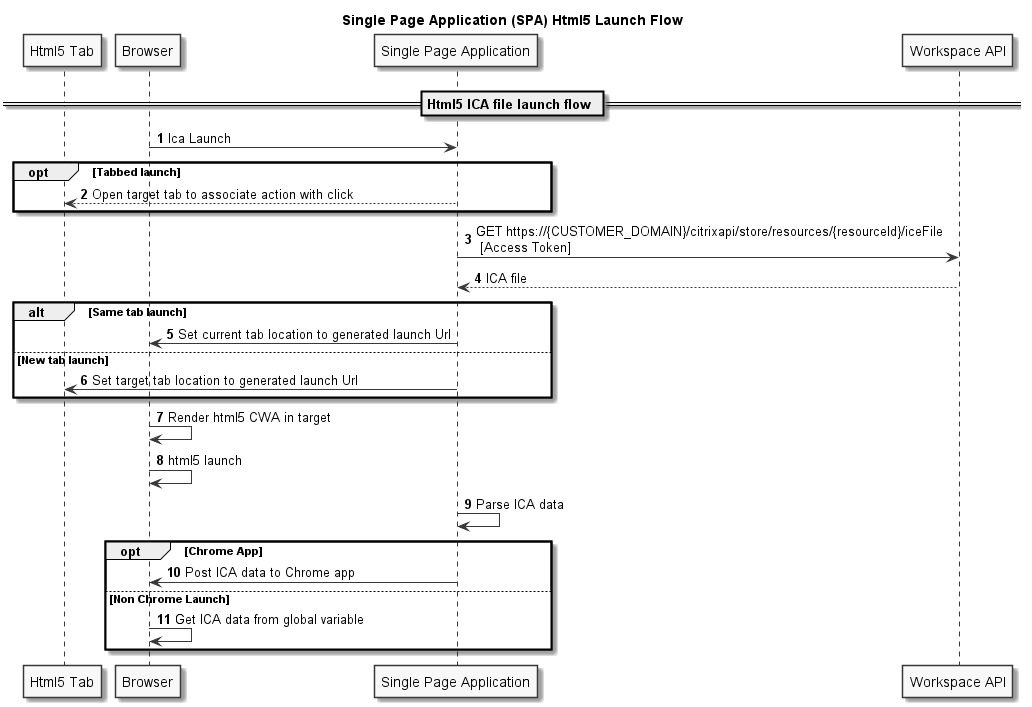 Single Page Application (SPA) Html5 Launch Flow
Html5 Tab
Browser
Single Page Application
Workspace API
Html5 ICA file launch flow
1 Ica Launch
opt [Tabbed launch]
2 Open target tab to associate action with click
3 GET https://{CUSTOMER_DOMAIN}/citrixapi/store/resources/{resourceId}/iceFile
[Access Token]
4 ICA file
alt [Same tab launch]
5 Set current tab location to generated launch Url
[New tab launch]
6 Set target tab location to generated launch Url
7 Render html5 CWA in target
8 html5 launch
9 Parse ICA data
opt [Chrome App]
10 Post ICA data to Chrome app
[Non Chrome Launch]
11 Get ICA data from global variable
Html5 Tab
Browser
Single Page Application
Workspace API